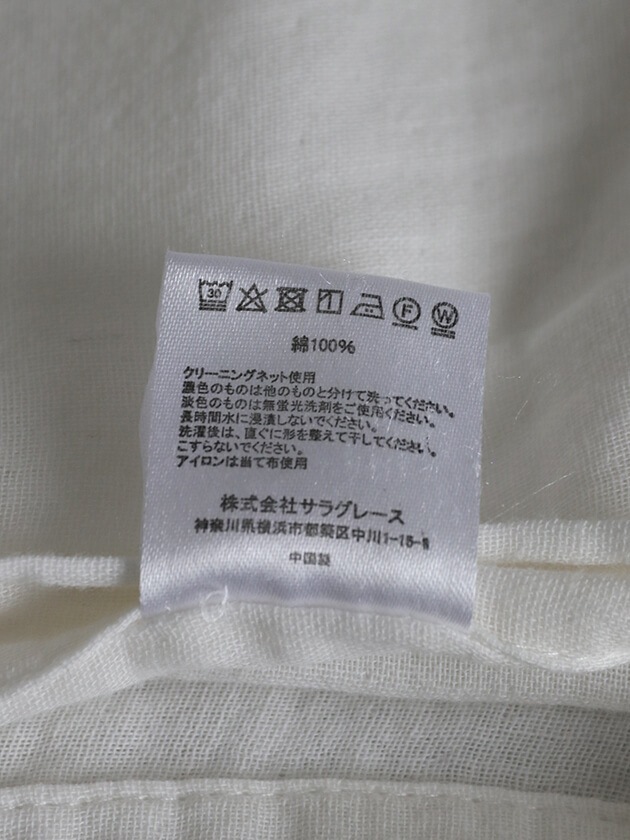 30 F W
綿100%
クリーニングネット使用
濃色のものは他のものと分けて洗ってください。
淡色のものは無蛍光洗剤をご使用ください。
長時間水に浸漬しないでください。
洗濯後は、直ぐに形を整えて干してください。
こすらないでください。
アイロンは当て布使用
株式会社サラグレース
神奈川県横浜市都築区中川1-15-
中国製